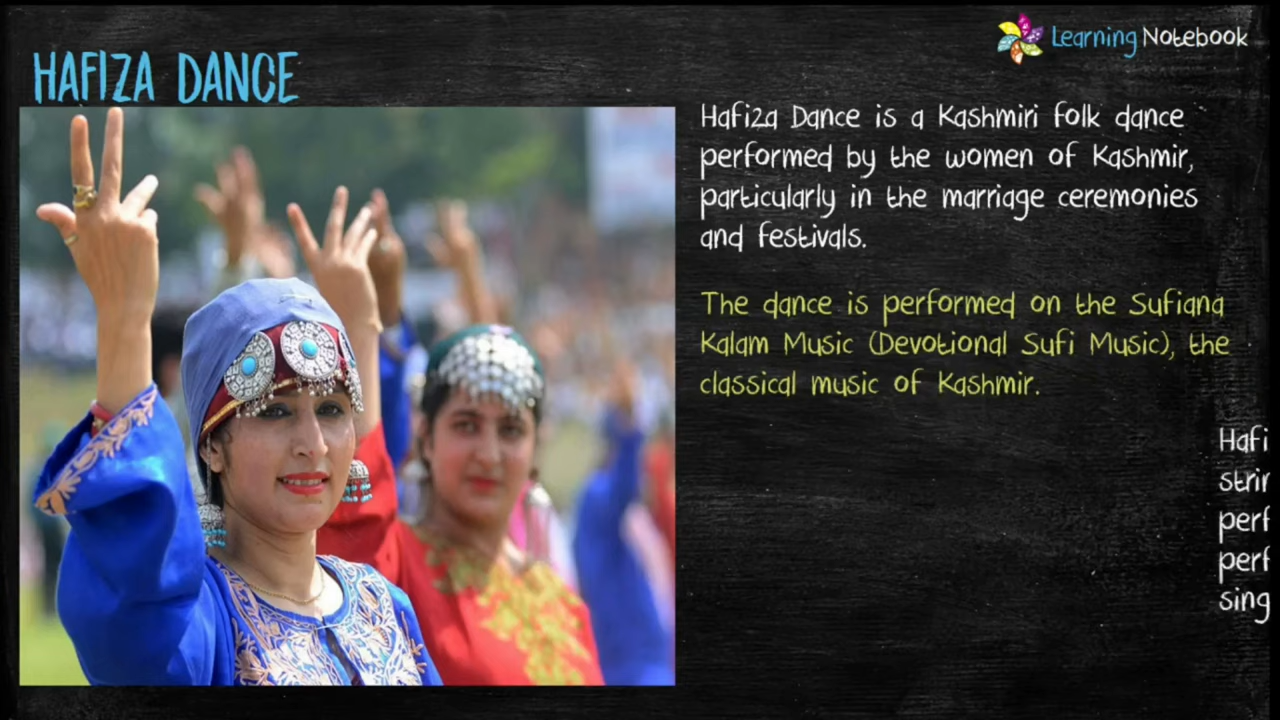 Learning Notebook
HAFIZA DANCE
Hafiza Dance is a Kashmiri folk dance
performed by the women of Kashmir,
particularly in the marriage ceremonies
and festivals.
The dance is performed on the Sufiana
Kalam Music (Devotional Sufi Music), the
classical music of Kashmir.
Hafi
strin
perf
perf
sing